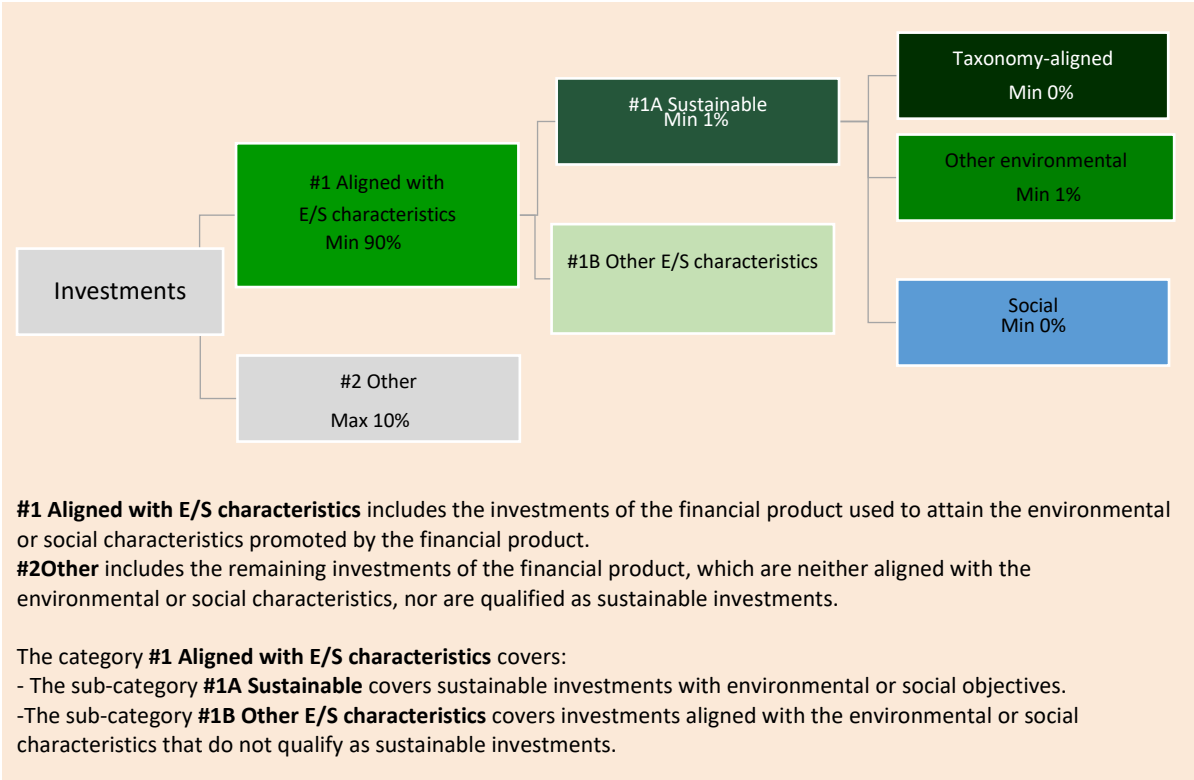 Investments
#1 Aligned with
E/S characteristics
Min 90%
#2 Other
Max 10%
#1A Sustainable
Min 1%
#1B Other E/S characteristics
Taxonomy-aligned
Min 0%
Other environmental
Min 1%
Social
Min 0%
#1 Aligned with E/S characteristics includes the investments of the financial product used to attain the environmental
or social characteristics promoted by the financial product.
#2Other includes the remaining investments of the financial product, which are neither aligned with the
environmental or social characteristics, nor are qualified as sustainable investments.
The category #1 Aligned with E/S characteristics covers:
- The sub-category #1A Sustainable covers sustainable investments with environmental or social objectives.
-The sub-category #1B Other E/S characteristics covers investments aligned with the environmental or social
characteristics that do not qualify as sustainable investments.